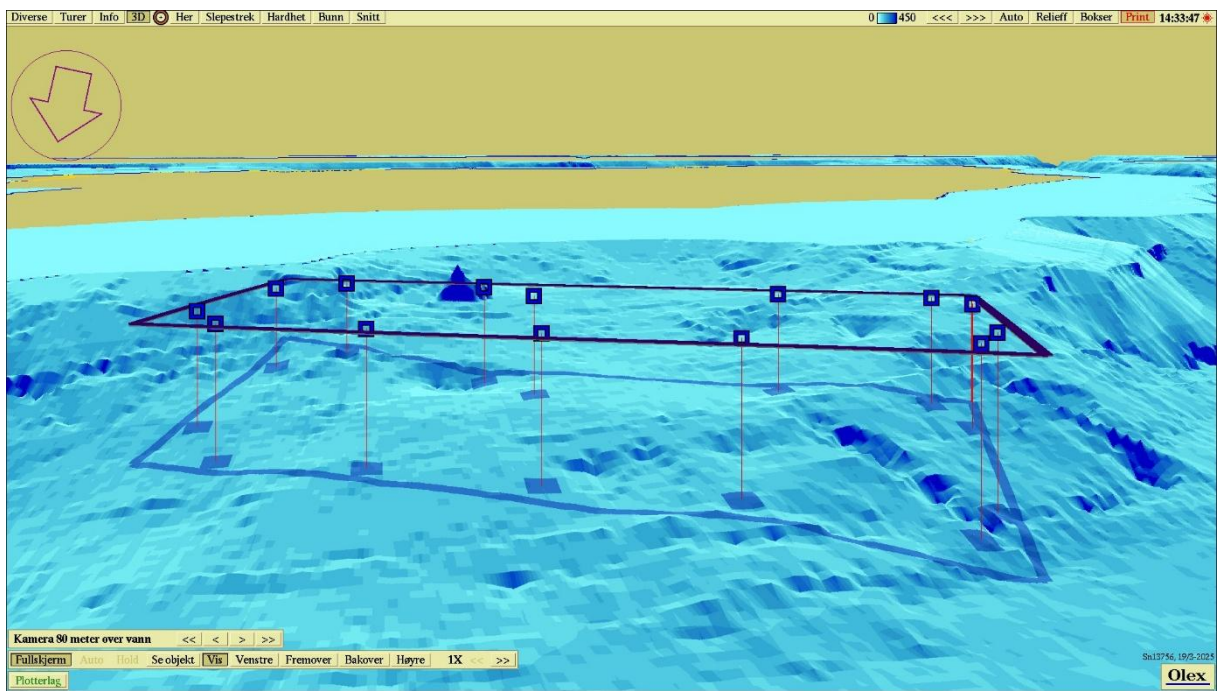 Diverse Turer Info 3D Her Slepestrek Hardhet Bunn Snitt 0 450 <<< >>> Auto Relieff Bokser Print 14:33:47
Kamera 80 meter over vann << < > >>
Fullskjerm Auto Hold Se objekt Vis Venstre Fremover Bakover Høyre 1X << >>
Sn13756, 19/3-2025
Plotterlag
Olex